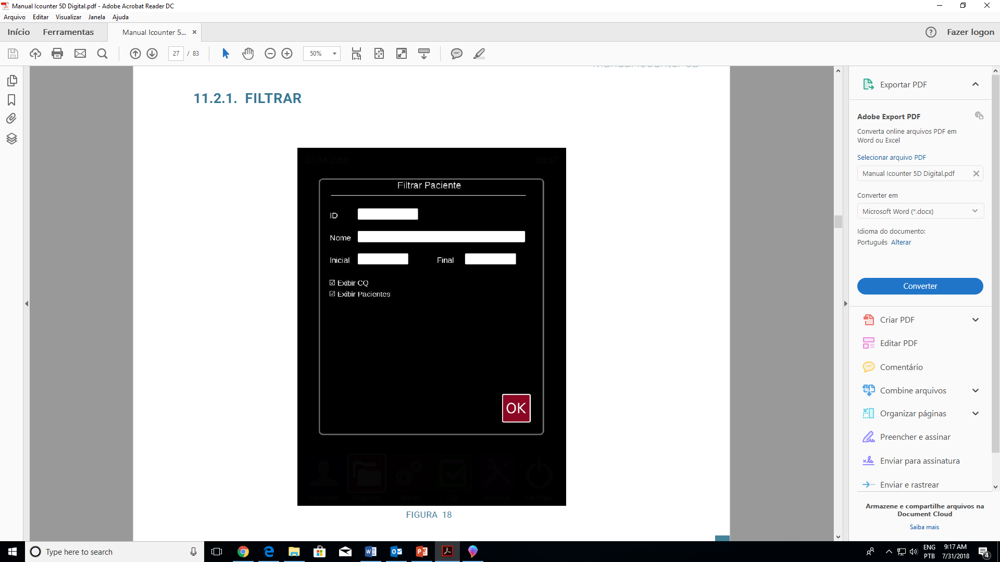 Manual Icounter 5D Digital.pdf - Adobe Acrobat Reader DC
Arquivo Editar Visualizar Janela Ajuda
Início Ferramentas Manual Icounter 5... × Fazer logon
27 / 83 50%
11.2.1. FILTRAR
20.04.2018
Filtrar Paciente
ID
Nome
Inicial Final
Exibir CQ
Exibir Pacientes
OK
FIGURA 18
Exportar PDF
Adobe Export PDF
Converta online arquivos PDF em
Word ou Excel
Selecionar arquivo PDF
Manual Icounter 5D Digital.pdf
Converter em
Microsoft Word (*.docx)
Idioma do documento:
Português Alterar
Converter
Criar PDF
Editar PDF
Comentário
Combine arquivos
Organizar páginas
Preencher e assinar
Enviar para assinatura
Enviar e rastrear
Armazene e compartilhe arquivos na
Document Cloud
Saiba mais
Type here to search
ENG
PTB
9:17 AM
7/31/2018
4